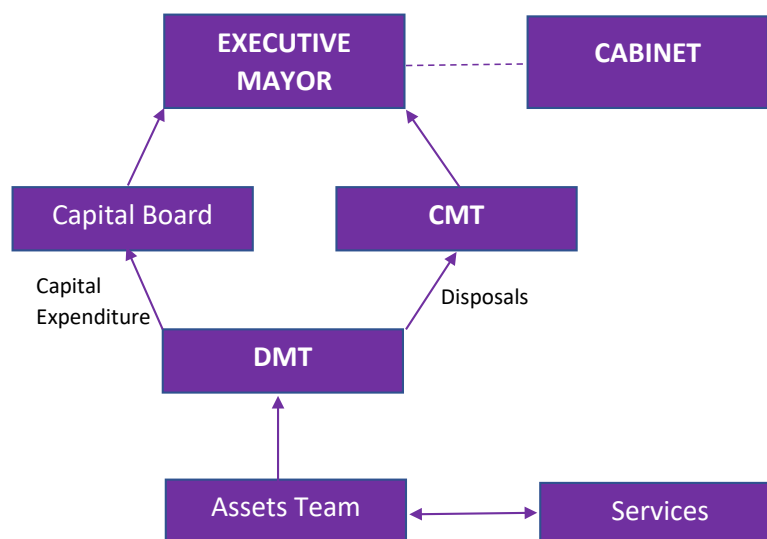 EXECUTIVE
MAYOR
CABINET
Capital Board
CMT
Capital
Expenditure
Disposals
DMT
Assets Team
Services